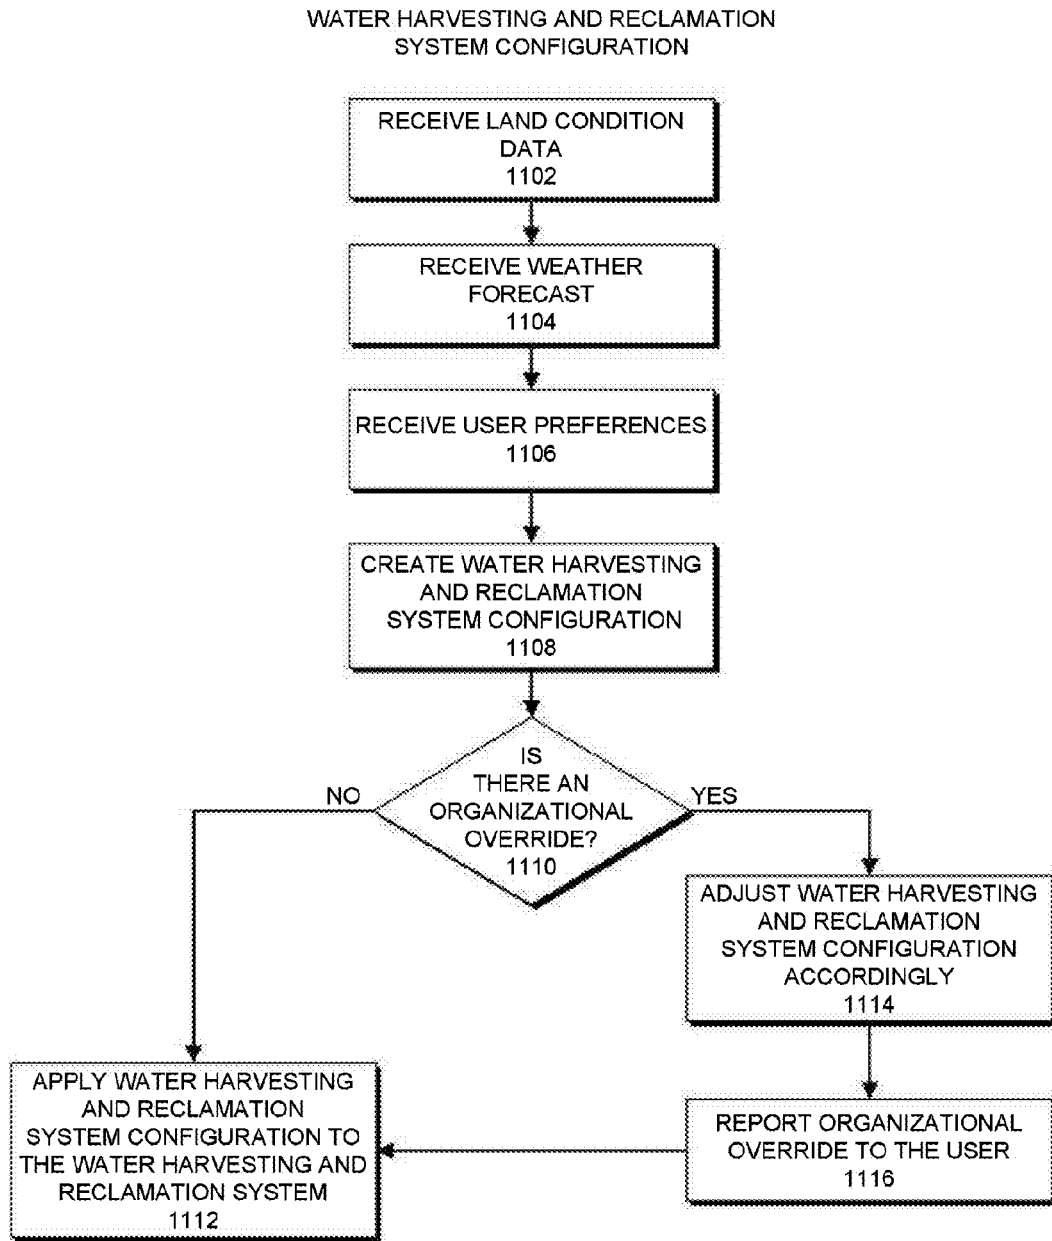 WATER HARVESTING AND RECLAMATION
SYSTEM CONFIGURATION
RECEIVE LAND CONDITION
DATA
1102
RECEIVE WEATHER
FORECAST
1104
RECEIVE USER PREFERENCES
1106
CREATE WATER HARVESTING
AND RECLAMATION
SYSTEM CONFIGURATION
1108
IS
THERE AN
ORGANIZATIONAL
OVERRIDE?
1110
NO
YES
ADJUST WATER HARVESTING
AND RECLAMATION
SYSTEM CONFIGURATION
ACCORDINGLY
1114
REPORT ORGANIZATIONAL
OVERRIDE TO THE USER
1116
APPLY WATER HARVESTING
AND RECLAMATION
SYSTEM CONFIGURATION TO
THE WATER HARVESTING AND
RECLAMATION SYSTEM
1112